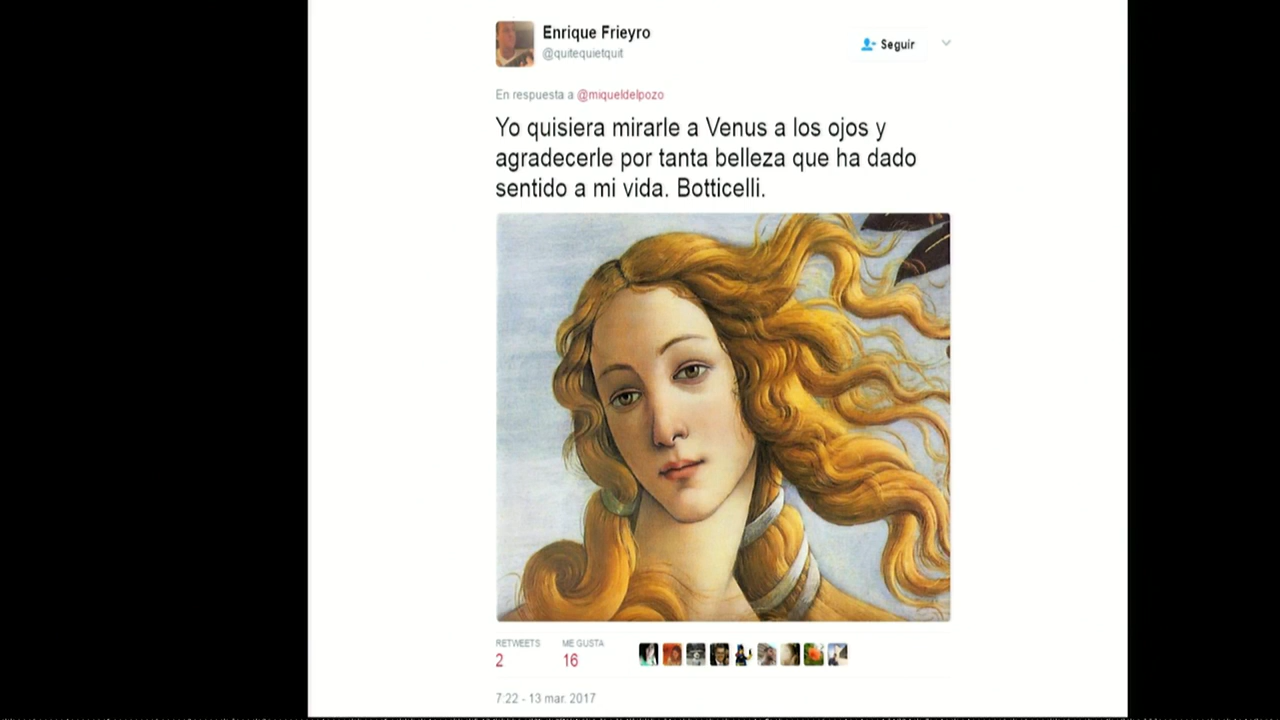 Enrique Frieyro
@quitequietquit
Seguir
En respuesta a @miqueldelpozo
Yo quisiera mirarle a Venus a los ojos y
agradecerle por tanta belleza que ha dado
sentido a mi vida. Botticelli.
RETWEETS
2
ME GUSTA
16
7:22 - 13 mar. 2017